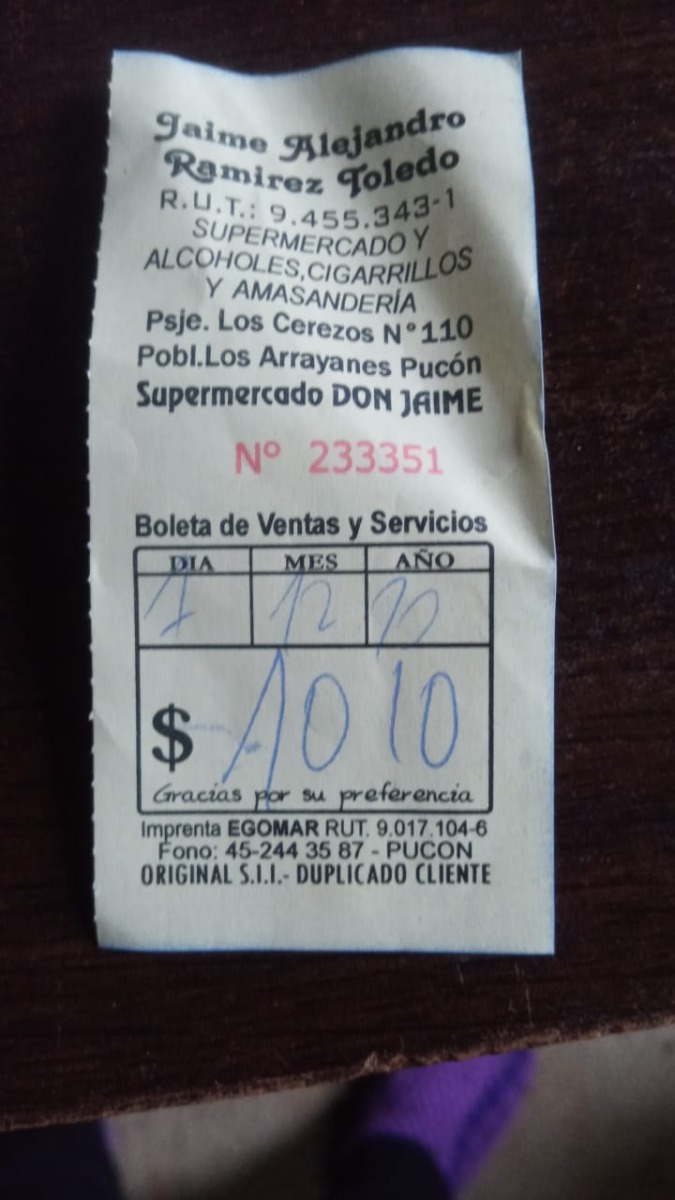 Jaime Alejandro
Ramirez Toledo
R.U.T.: 9.455.343-1
SUPERMERCADO Y
ALCOHOLES,CIGARRILLOS
Y AMASANDERÍA
Psje. Los Cerezos N°110
Pobl.Los Arrayanes Pucón
Supermercado DON JAIME
Nº 233351
Boleta de Ventas y Servicios
DIA MES AÑO
12
$ 1010
Gracias por su preferencia
Imprenta EGOMAR RUT. 9.017.104-6
Fono: 45-244 35 87 - PUCON
ORIGINAL S.I.I.- DUPLICADO CLIENTE